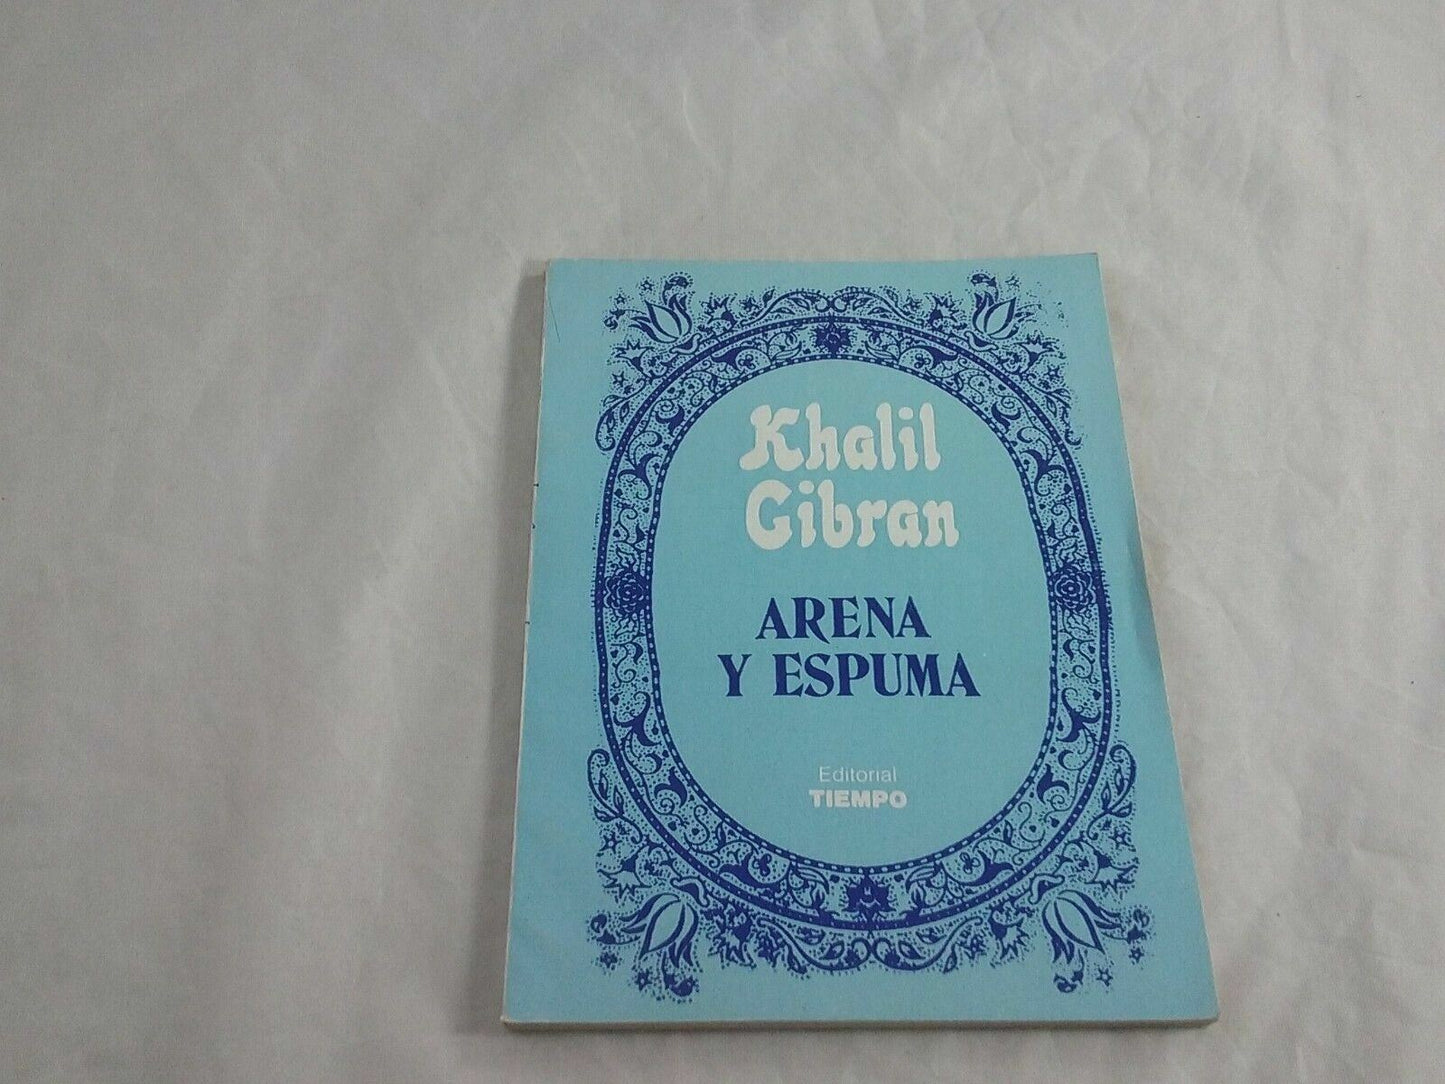 Khalil
Gibran
ARENA
Y ESPUMA
Editorial
TIEMPO